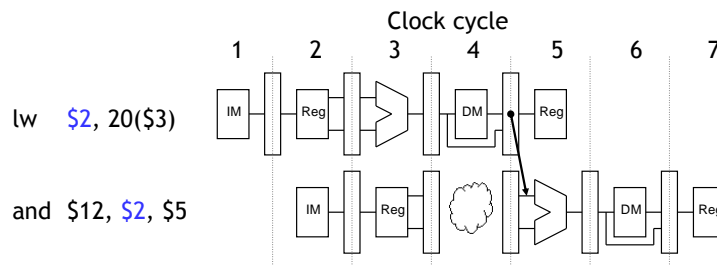 Clock cycle
1 2 3 4 5 6 7
lw $2, 20($3) IM Reg DM Reg
and $12, $2, $5 IM Reg DM Reg